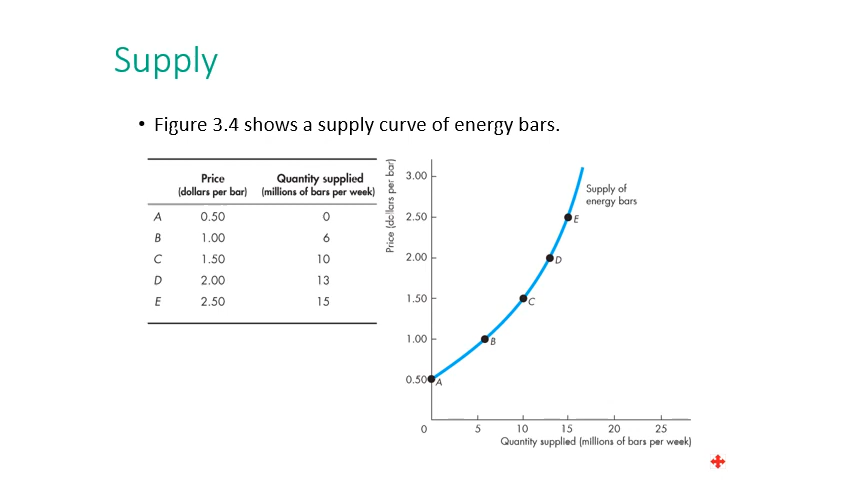 Supply
• Figure 3.4 shows a supply curve of energy bars.
Price Quantity supplied
(dollars per bar) (millions of bars per week)
A 0.50 0
B 1.00 6
C 1.50 10
D 2.00 13
E 2.50 15
Price (dollars per bar)
3.00
2.50
2.00
1.50
1.00
0.50
Supply of
energy bars
E
D
C
B
A
0 5 10 15 20 25
Quantity supplied (millions of bars per week)